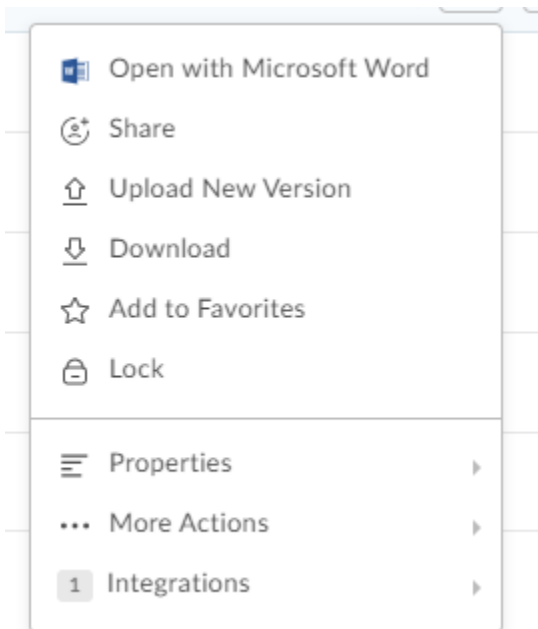 Open with Microsoft Word
Share
Upload New Version
Download
Add to Favorites
Lock
Properties
More Actions
1 Integrations